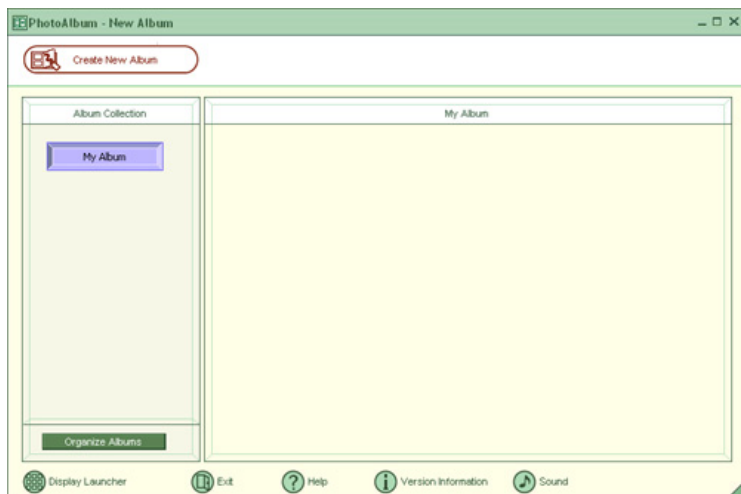 PhotoAlbum - New Album
Create New Album
Album Collection
My Album
My Album
Organize Albums
Display Launcher
Exit
Help
Version Information
Sound